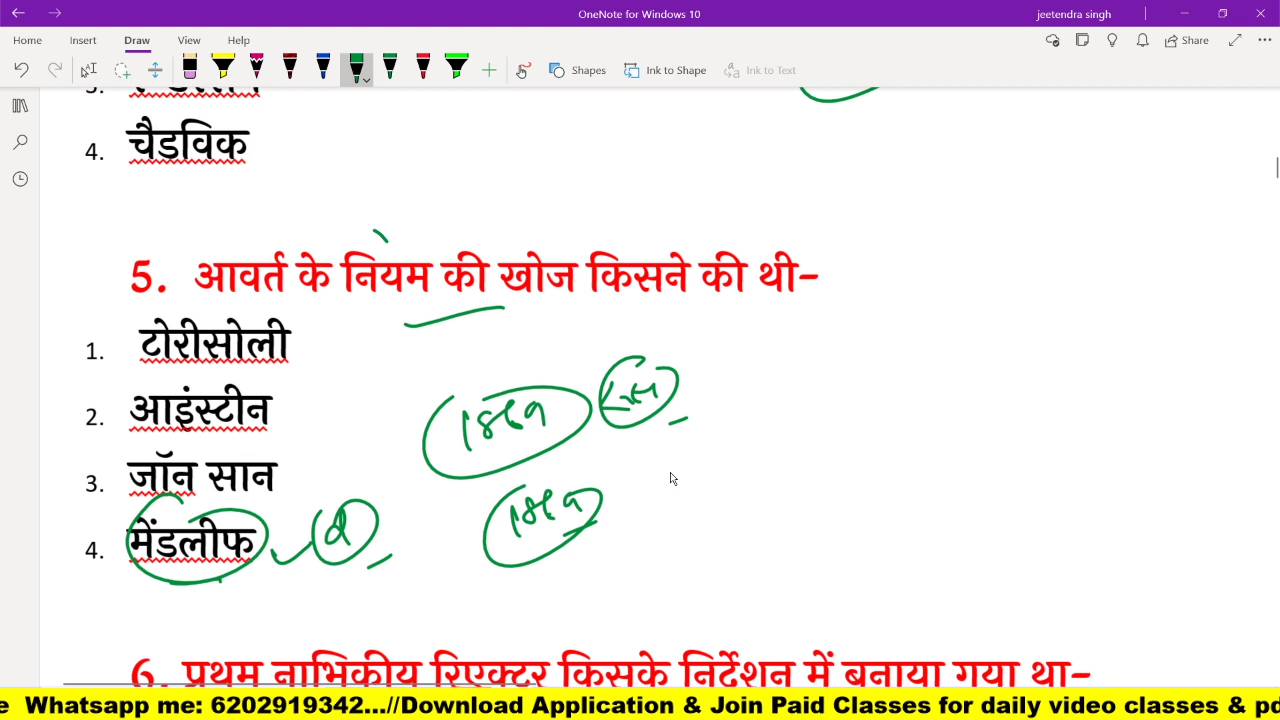 OneNote for Windows 10
jeetendra singh
Home Insert Draw View Help
Share
Shapes Ink to Shape Ink to Text
4. चैडविक
5. आवर्त के नियम की खोज किसने की थी-
1. टोरीसोली
2. आइंस्टीन
1869
3. जॉन सान
1869
4. मेंडलीफ d
6. प्रथम नाभिकीय रिएक्टर किसके निर्देशन में बनाया गया था-
e Whatsapp me: 6202919342...//Download Application & Join Paid Classes for daily video classes & pd